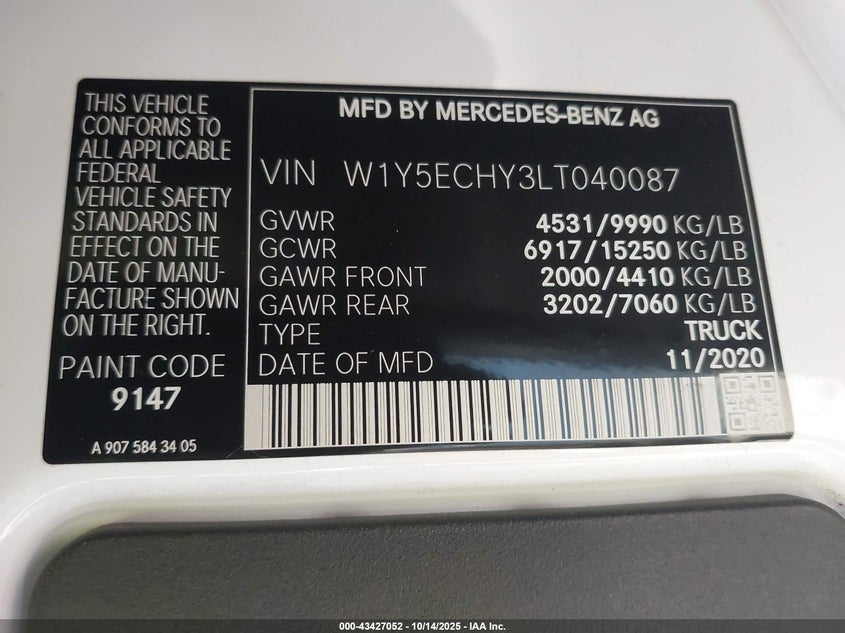 THIS VEHICLE
CONFORMS TO
ALL APPLICABLE
FEDERAL
VEHICLE SAFETY
STANDARDS IN
EFFECT ON THE
DATE OF MANU-
FACTURE SHOWN
ON THE RIGHT.
PAINT CODE
9147
A 907 584 34 05
MFD BY MERCEDES-BENZ AG
VIN W1Y5ECHY3LT040087
GVWR 4531/9990 KG/LB
GCWR 6917/15250 KG/LB
GAWR FRONT 2000/4410 KG/LB
GAWR REAR 3202/7060 KG/LB
TYPE TRUCK
DATE OF MFD 11/2020
000-43427052 - 10/14/2025 - IAA Inc.